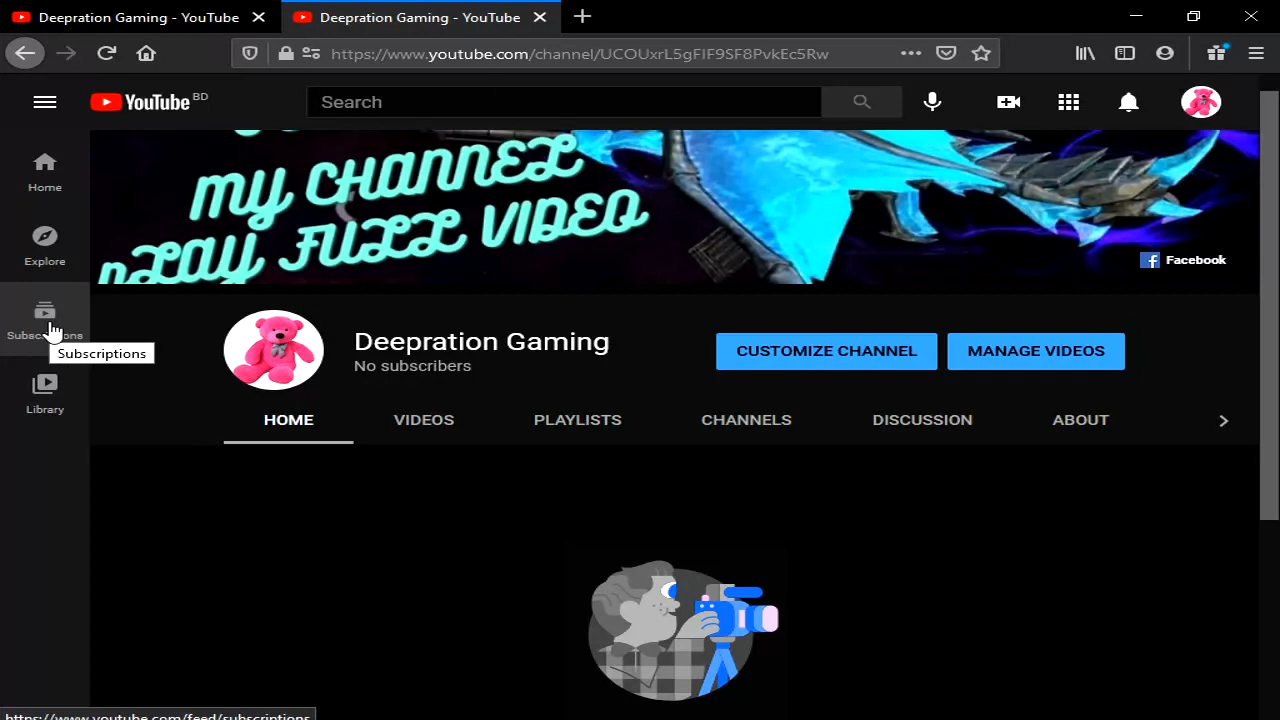 Deepration Gaming - YouTube
Deepration Gaming - YouTube
https://www.youtube.com/channel/UCOUxrL5gFIF9SF8PvkEc5Rw
YouTube BD
Search
Home
MY CHANNEL
PLAY FULL VIDEO
Explore
Facebook
Subscriptions
Subscriptions
Deepration Gaming
No subscribers
CUSTOMIZE CHANNEL
MANAGE VIDEOS
Library
HOME VIDEOS PLAYLISTS CHANNELS DISCUSSION ABOUT
https://www.youtube.com/feed/subscriptions